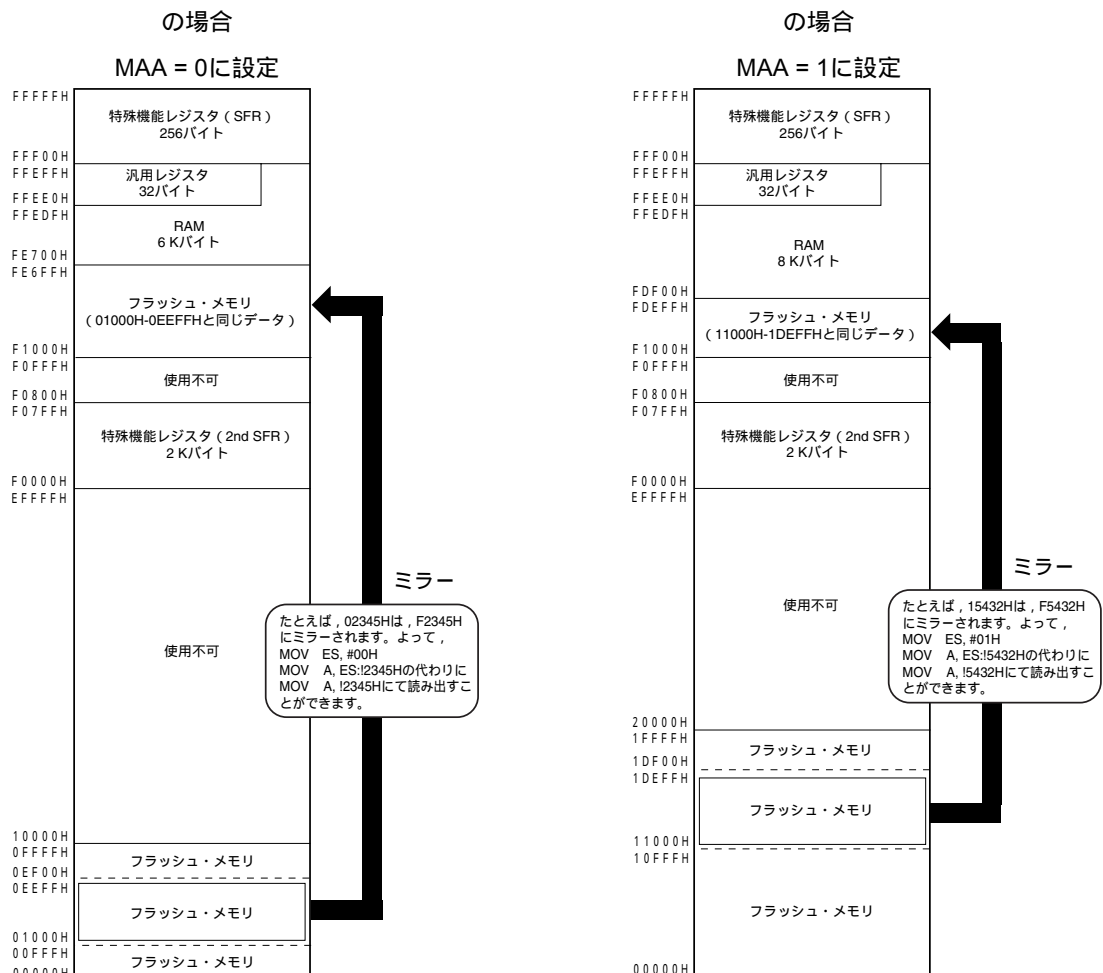 の場合
MAA = 0に設定
FFFFFH
特殊機能レジスタ（SFR）
256バイト
FFF00H
FFEFFH
汎用レジスタ
32バイト
FFEE0H
FFEDFH
RAM
6 Kバイト
FE700H
FE6FFH
フラッシュ・メモリ
（01000H-0EEFFHと同じデータ）
F1000H
F0FFFH
使用不可
F0800H
F07FFH
特殊機能レジスタ（2nd SFR）
2 Kバイト
F0000H
EFFFFH
ミラー
たとえば，02345Hは，F2345H
にミラーされます。よって，
MOV ES, #00H
MOV A, ES:!2345Hの代わりに
MOV A, !2345Hにて読み出すこ
とができます。
使用不可
10000H
0FFFFH
フラッシュ・メモリ
0EF00H
0EEFFH
フラッシュ・メモリ
01000H
00FFFH
フラッシュ・メモリ
00000H
の場合
MAA = 1に設定
FFFFFH
特殊機能レジスタ（SFR）
256バイト
FFF00H
FFEFFH
汎用レジスタ
32バイト
FFEE0H
FFEDFH
RAM
8 Kバイト
FDF00H
FDEFFH
フラッシュ・メモリ
（11000H-1DEFFHと同じデータ）
F1000H
F0FFFH
使用不可
F0800H
F07FFH
特殊機能レジスタ（2nd SFR）
2 Kバイト
F0000H
EFFFFH
ミラー
使用不可
たとえば，15432Hは，F5432H
にミラーされます。よって，
MOV ES, #01H
MOV A, ES:!5432Hの代わりに
MOV A, !5432Hにて読み出すこ
とができます。
20000H
1FFFFH
フラッシュ・メモリ
1DF00H
1DEFFH
フラッシュ・メモリ
11000H
10FFFH
フラッシュ・メモリ
00000H